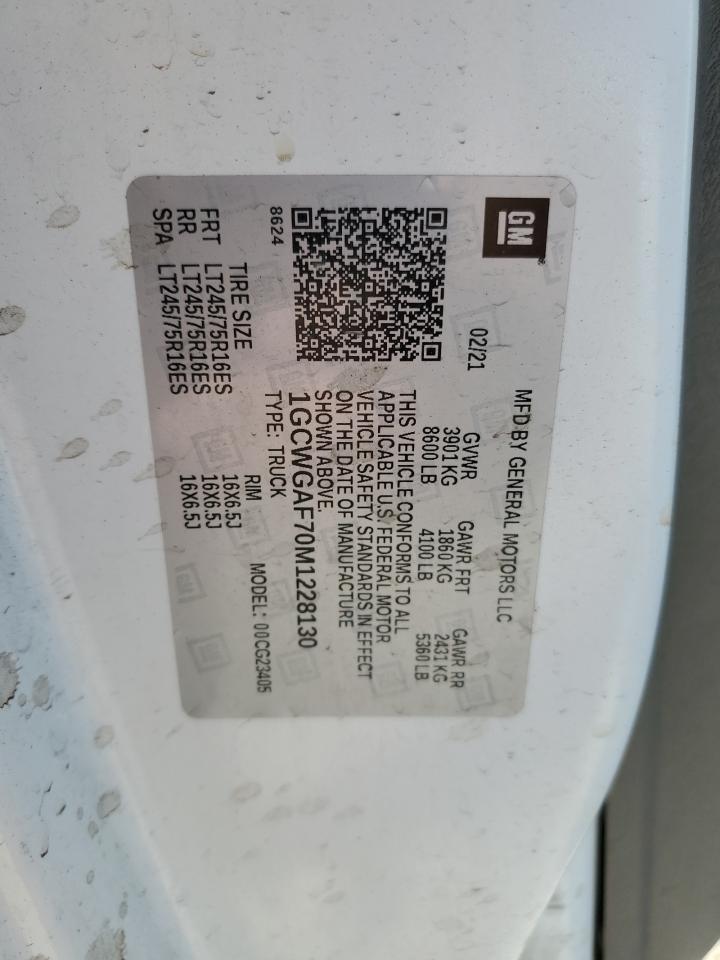 GM
MFD BY GENERAL MOTORS LLC
02/21
GVWR GAWR FRT GAWR RR
3901 KG 1860 KG 2431 KG
8600 LB 4100 LB 5360 LB
THIS VEHICLE CONFORMS TO ALL
APPLICABLE U.S. FEDERAL MOTOR
VEHICLE SAFETY STANDARDS IN EFFECT
ON THE DATE OF MANUFACTURE
SHOWN ABOVE.
1GCWGAF70M1228130
8624
TYPE: TRUCK MODEL: 00CG23405
TIRE SIZE RIM
FRT LT245/75R16ES 16X6.5J
RR LT245/75R16ES 16X6.5J
SPA LT245/75R16ES 16X6.5J